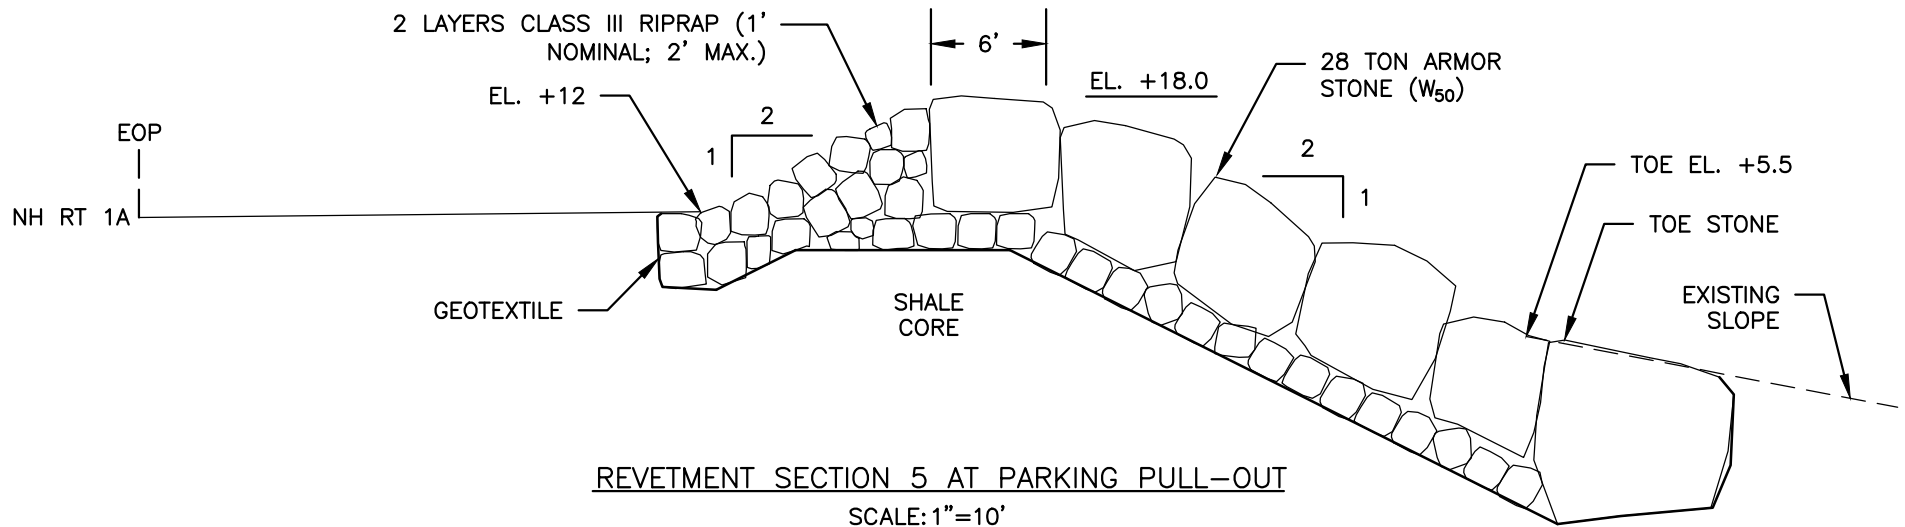 2 LAYERS CLASS III RIPRAP (1'
NOMINAL; 2' MAX.)
6'
EL. +18.0
28 TON ARMOR
STONE (W50)
EL. +12
2
1
EOP
NH RT 1A
2
1
TOE EL. +5.5
TOE STONE
EXISTING
SLOPE
GEOTEXTILE
SHALE
CORE
REVETMENT SECTION 5 AT PARKING PULL-OUT
SCALE: 1"=10'